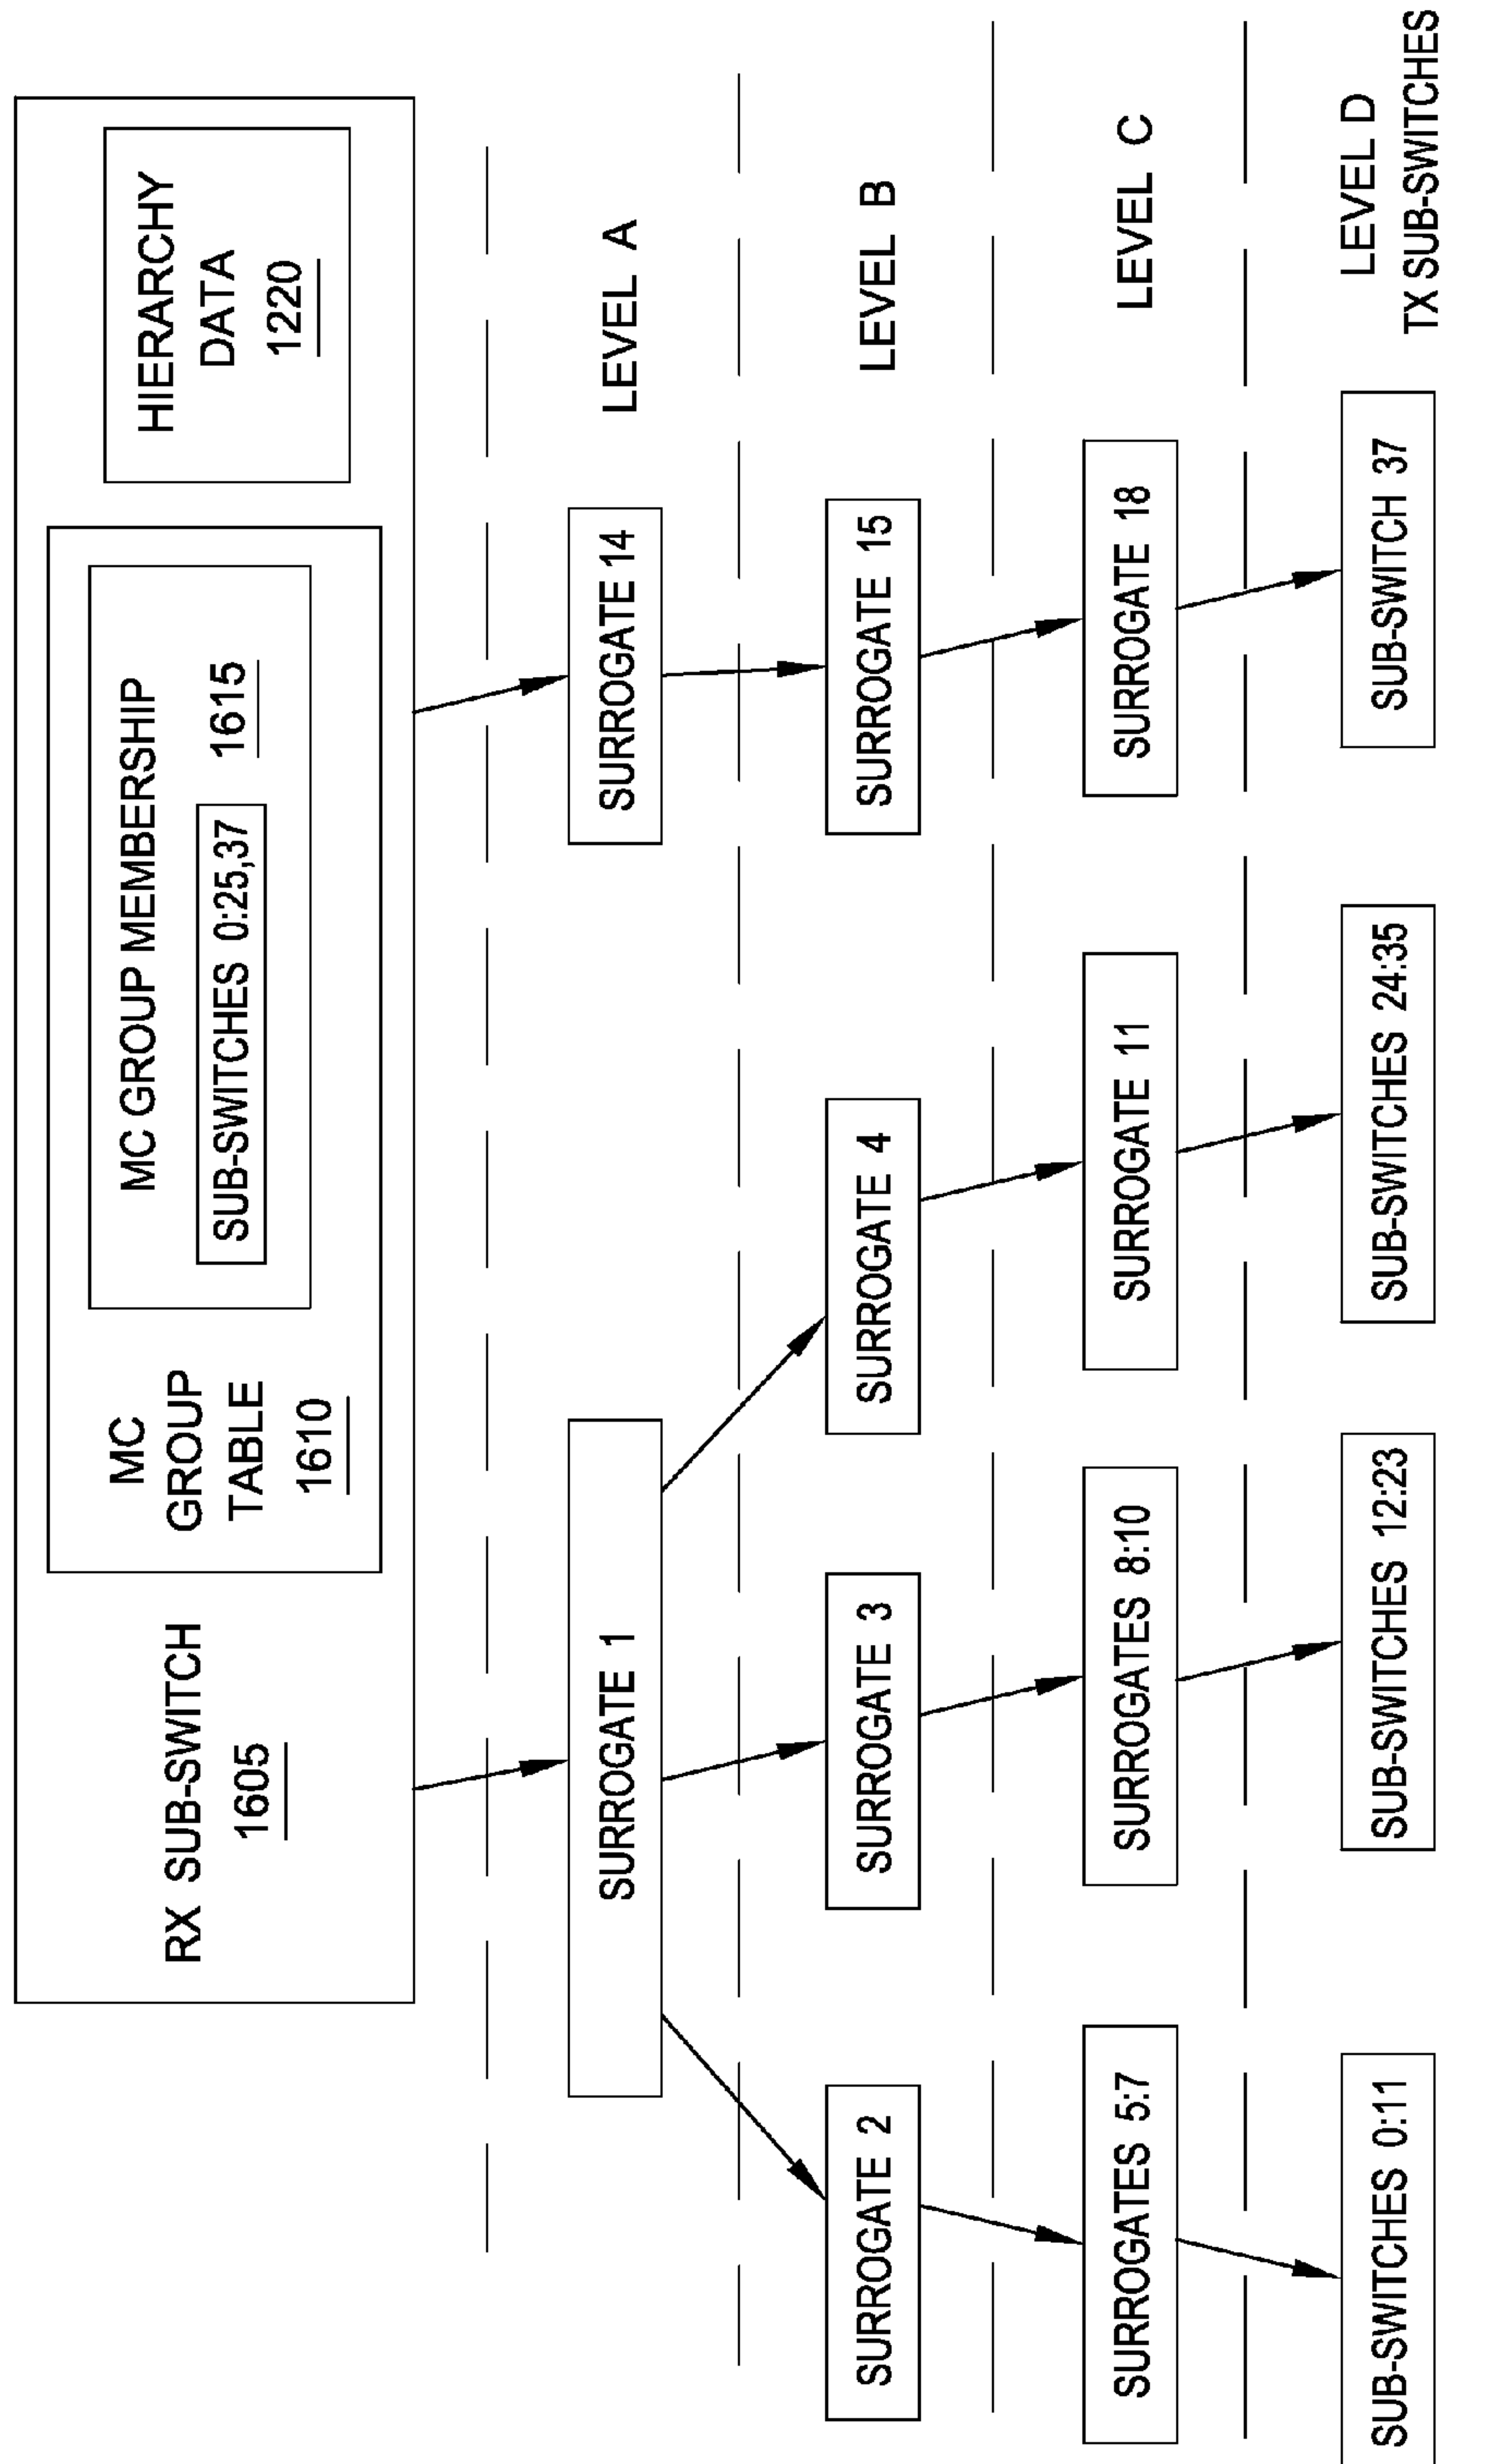 RX SUB-SWITCH
1605
MC
GROUP
TABLE
1610
MC GROUP MEMBERSHIP
SUB-SWITCHES 0:25,37
1615
HIERARCHY
DATA
1220
SURROGATE 1
SURROGATE 14
LEVEL A
SURROGATE 2
SURROGATE 3
SURROGATE 4
SURROGATE 15
LEVEL B
SURROGATES 5:7
SURROGATES 8:10
SURROGATE 11
SURROGATE 18
LEVEL C
SUB-SWITCHES 0:11
SUB-SWITCHES 12:23
SUB-SWITCHES 24:35
SUB-SWITCH 37
LEVEL D
TX SUB-SWITCHES